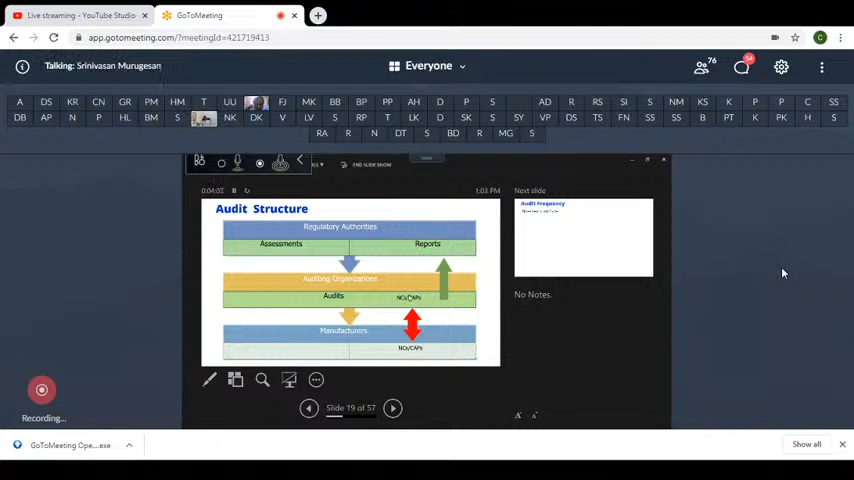 Live streaming - YouTube Studio
GoToMeeting
app.gotomeeting.com/?meetingId=421719413
C
Talking: Srinivasan Murugesan
Everyone
76
54
A DS KR CN GR PM HM T UU FJ MK BB BP PP AH D P S AD R RS SI S NM KS K P P C SS
DB AP N P HL BM S NK DK V LV S RP T LK D SK S SY VP DS TS FN SS SS B PT K PK H S
RA R N DT S BD R MG S
END SLIDE SHOW
0:04:03
1:03 PM
Next slide
Audit Structure
Regulatory Authorities
Assessments
Reports
Auditing Organizations
Audits
NCs/CAPs
Manufacturers
NCs/CAPs
Audit Frequency
No Notes.
Slide 19 of 57
Recording...
GoToMeeting Ope....exe
Show all